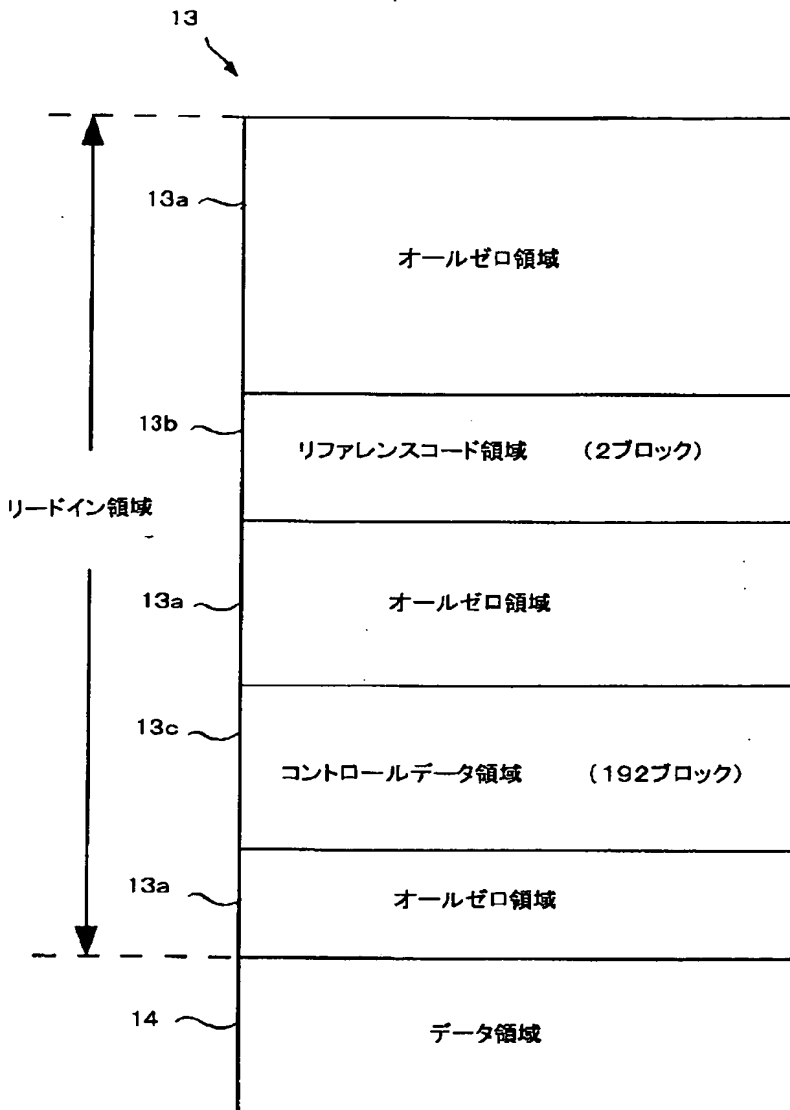 13
13a
オールゼロ領域
13b
リファレンスコード領域 (2ブロック)
リードイン領域
13a
オールゼロ領域
13c
コントロールデータ領域 (192ブロック)
13a
オールゼロ領域
14
データ領域